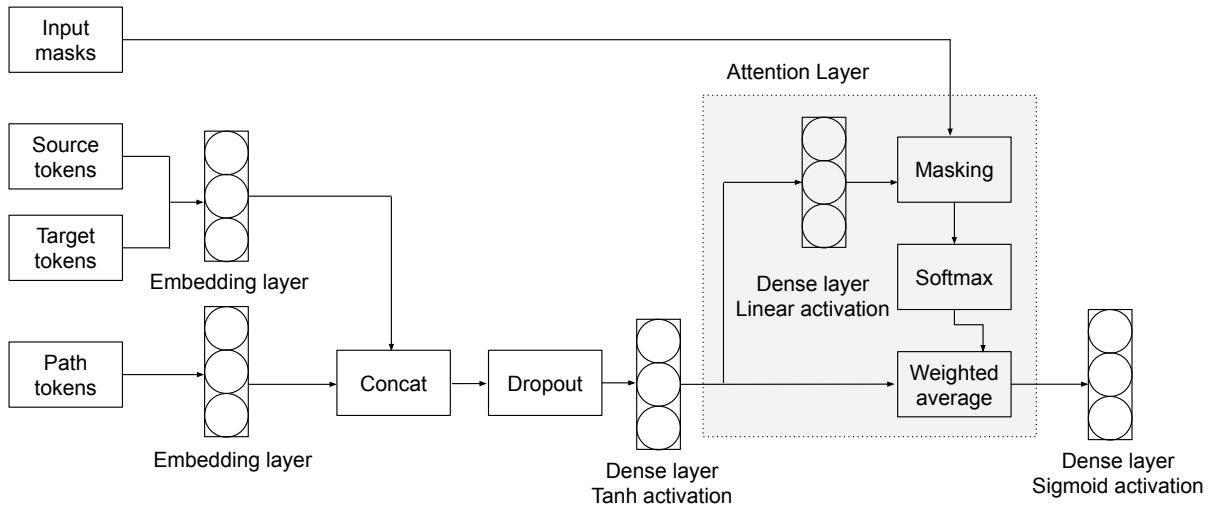 Input
masks
Attention Layer
Source
tokens
Masking
Target
tokens
Embedding layer
Dense layer
Linear activation
Softmax
Path
tokens
Concat
Dropout
Weighted
average
Embedding layer
Dense layer
Tanh activation
Dense layer
Sigmoid activation